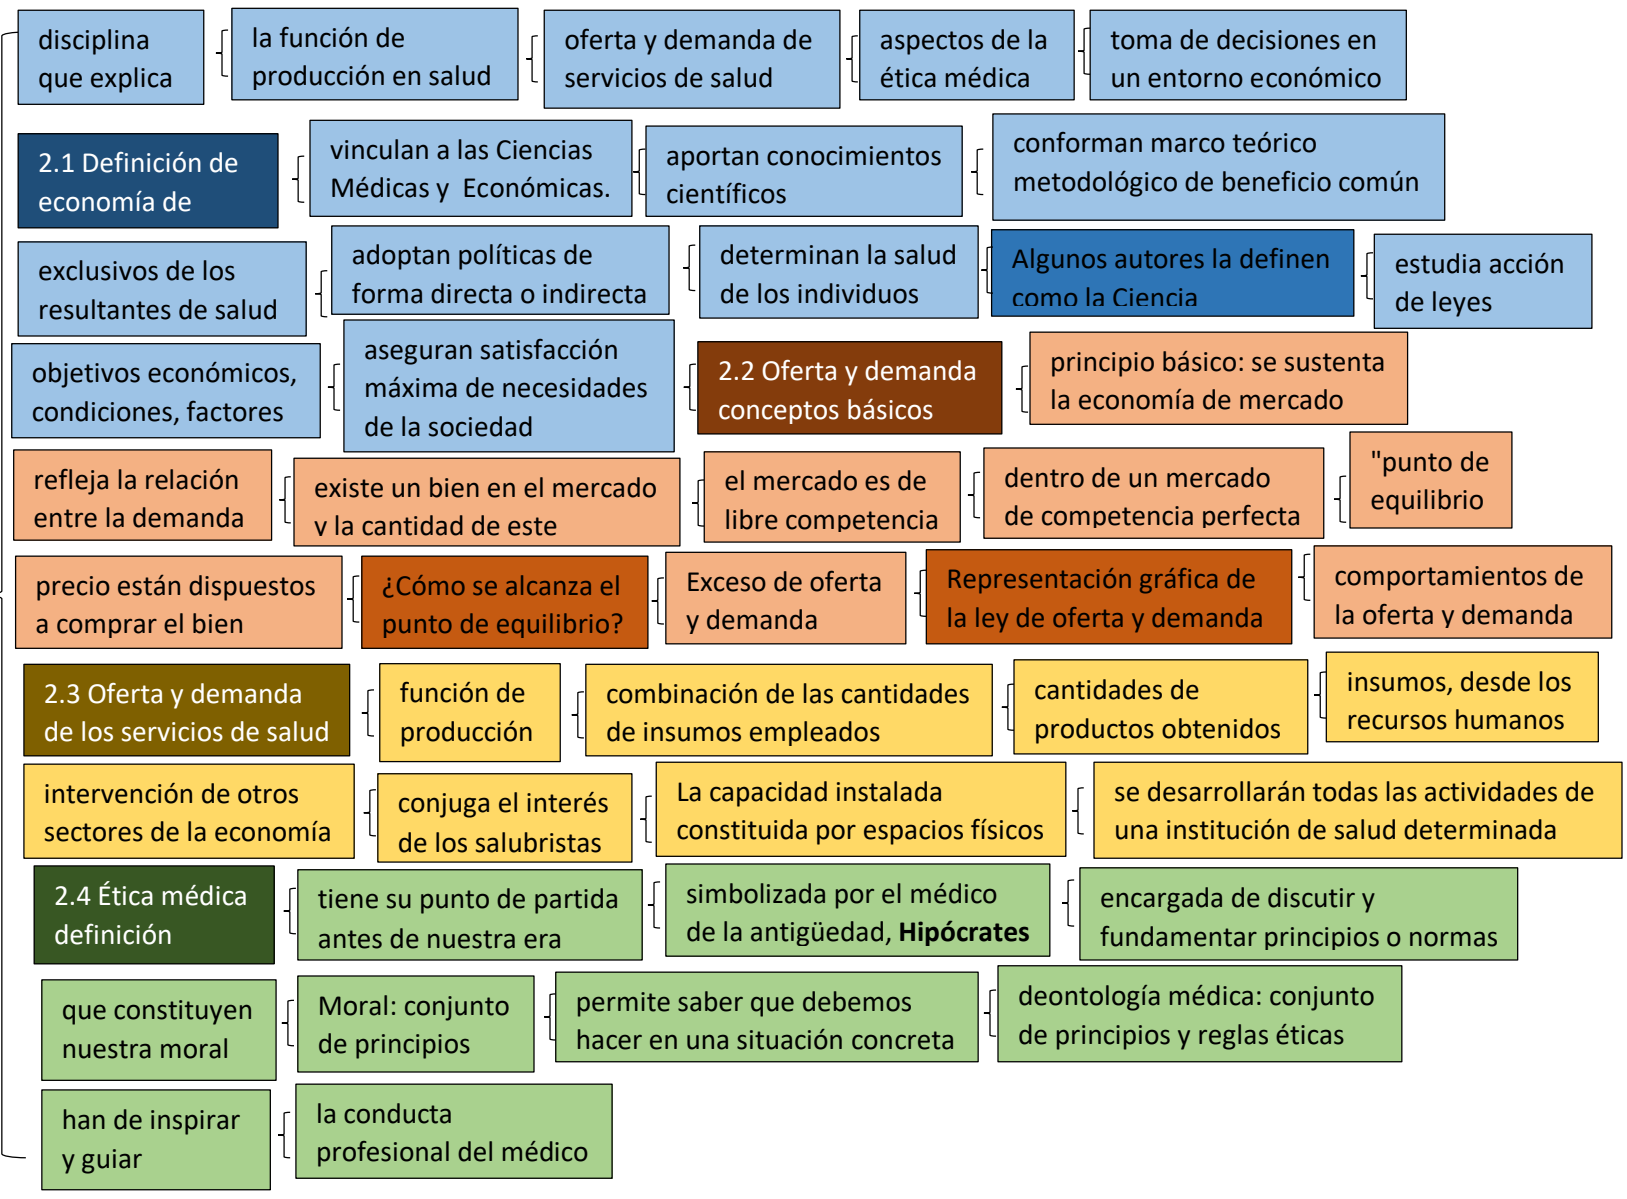 disciplina
que explica
la función de
producción en salud
oferta y demanda de
servicios de salud
aspectos de la
ética médica
toma de decisiones en
un entorno económico
2.1 Definición de
economía de
vinculan a las Ciencias
Médicas y  Económicas.
aportan conocimientos
científicos
conforman marco teórico
metodológico de beneficio común
exclusivos de los
resultantes de salud
adoptan políticas de
forma directa o indirecta
determinan la salud
de los individuos
Algunos autores la definen
como la Ciencia
estudia acción
de leyes
objetivos económicos,
condiciones, factores
aseguran satisfacción
máxima de necesidades
de la sociedad
2.2 Oferta y demanda
conceptos básicos
principio básico: se sustenta
la economía de mercado
refleja la relación
entre la demanda
existe un bien en el mercado
y la cantidad de este
el mercado es de
libre competencia
dentro de un mercado
de competencia perfecta
"punto de
equilibrio
precio están dispuestos
a comprar el bien
¿Cómo se alcanza el
punto de equilibrio?
Exceso de oferta
y demanda
Representación gráfica de
la ley de oferta y demanda
comportamientos de
la oferta y demanda
2.3 Oferta y demanda
de los servicios de salud
función de
producción
combinación de las cantidades
de insumos empleados
cantidades de
productos obtenidos
insumos, desde los
recursos humanos
intervención de otros
sectores de la economía
conjuga el interés
de los salubristas
La capacidad instalada
constituida por espacios físicos
se desarrollarán todas las actividades de
una institución de salud determinada
2.4 Ética médica
definición
tiene su punto de partida
antes de nuestra era
simbolizada por el médico
de la antigüedad, Hipócrates
encargada de discutir y
fundamentar principios o normas
que constituyen
nuestra moral
Moral: conjunto
de principios
permite saber que debemos
hacer en una situación concreta
deontología médica: conjunto
de principios y reglas éticas
han de inspirar
y guiar
la conducta
profesional del médico